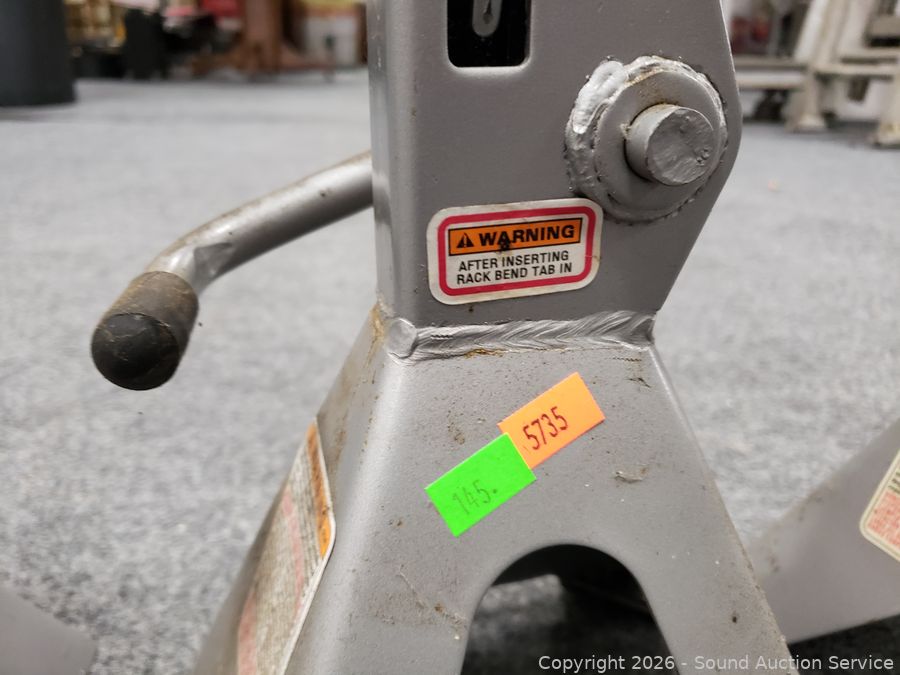 WARNING
AFTER INSERTING
RACK BEND TAB IN
5735
145.
Copyright © 2026 - Sound Auction Service